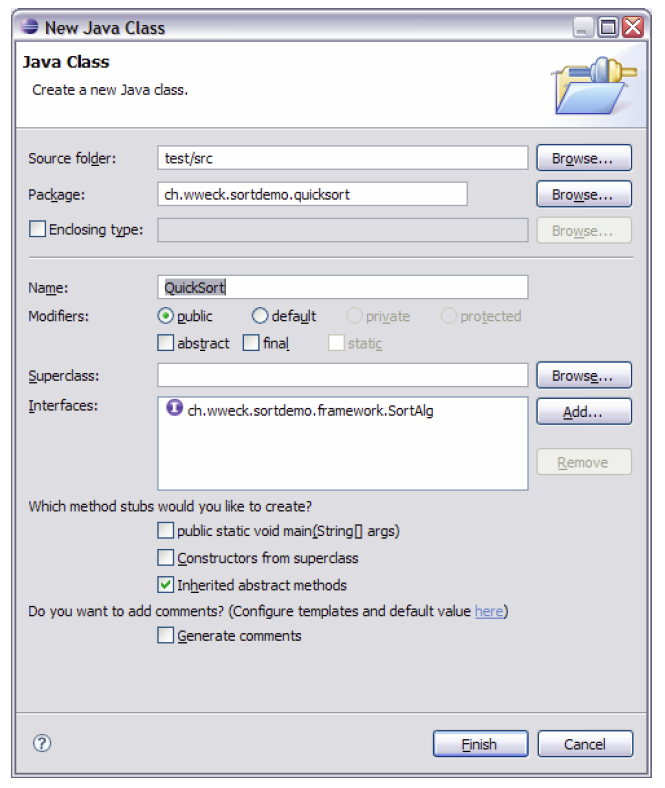 New Java Class
Java Class
Create a new Java class.
Source folder: test/src Browse...
Package: ch.wweck.sortdemo.quicksort Browse...
Enclosing type: Browse...
Name: QuickSort
Modifiers: public default private protected
abstract final static
Superclass: Browse...
Interfaces: ch.wweck.sortdemo.framework.SortAlg Add...
Remove
Which method stubs would you like to create?
public static void main(String[] args)
Constructors from superclass
Inherited abstract methods
Do you want to add comments? (Configure templates and default value here)
Generate comments
Finish Cancel